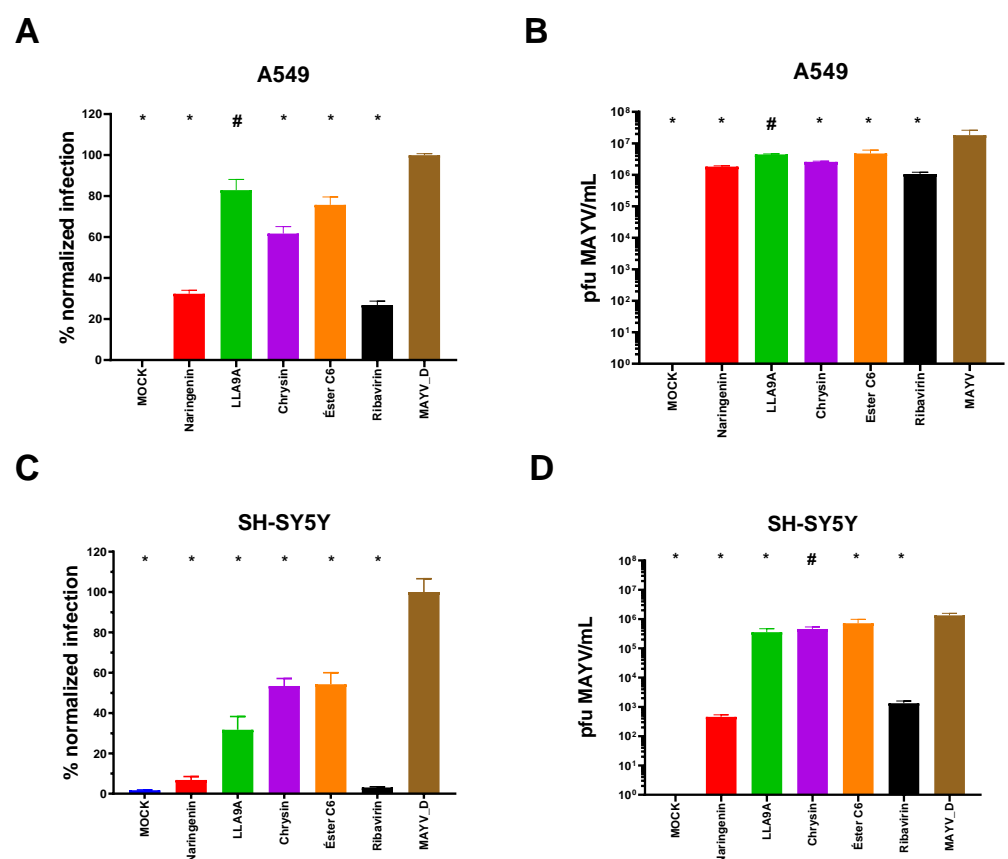 A
A549
% normalized infection
120
100
80
60
40
20
0
* * # * * *
MOCK
Naringenin
LLA9A
Chrysin
Éster C6
Ribavirin
MAYV_D
B
A549
pfu MAYV/mL
10⁸
10⁷
10⁶
10⁵
10⁴
10³
10²
10¹
10⁰
* * # * * *
MOCK
Naringenin
LLA9A
Chrysin
Ester C6
Ribavirin
MAYV
C
SH-SY5Y
% normalized infection
120
100
80
60
40
20
0
* * * * * *
MOCK
Naringenin
LLA9A
Chrysin
Éster C6
Ribavirin
MAYV_D
D
SH-SY5Y
pfu MAYV/mL
10⁸
10⁷
10⁶
10⁵
10⁴
10³
10²
10¹
10⁰
* * * # * *
MOCK
Naringenin
LLA9A
Chrysin
Éster C6
Ribavirin
MAYV_D